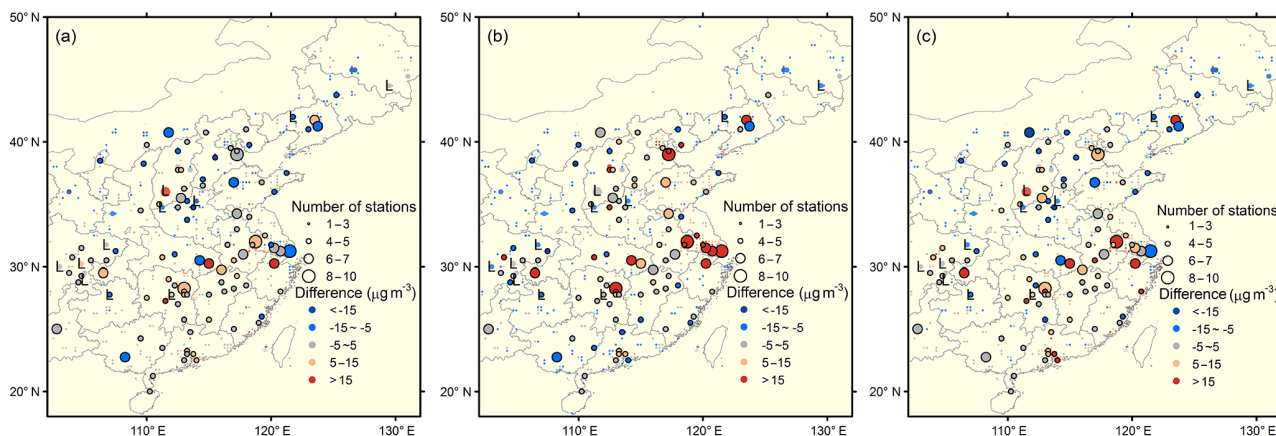 (a)
50° N
40° N
30° N
20° N
110° E
120° E
130° E
L
L
L
L
L
L
L
L
L
L
L
L
Number of stations
1–3
4–5
6–7
8–10
Difference (μg m⁻³)
<-15
-15~ -5
-5~5
5–15
>15
(b)
50° N
40° N
30° N
20° N
110° E
120° E
130° E
L
L
L
L
L
L
L
L
L
L
L
L
Number of stations
1–3
4–5
6–7
8–10
Difference (μg m⁻³)
<-15
-15~ -5
-5~5
5–15
>15
(c)
50° N
40° N
30° N
20° N
110° E
120° E
130° E
L
L
L
L
L
L
L
L
L
L
L
L
Number of stations
1–3
4–5
6–7
8–10
Difference (μg m⁻³)
<-15
-15~ -5
-5~5
5–15
>15